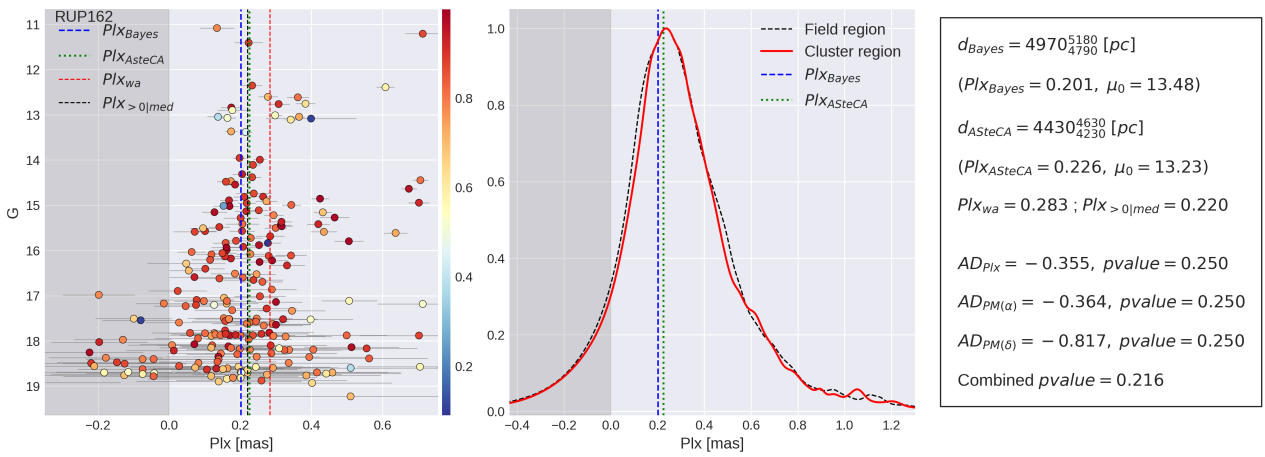 RUP162
Plx_Bayes
Plx_AsteCA
Plx_wa
Plx_>0|med
11
12
13
14
15
16
17
18
19
G
−0.2
0.0
0.2
0.4
0.6
Plx [mas]
0.8
0.6
0.4
0.2
Field region
Cluster region
Plx_Bayes
Plx_ASteCA
1.0
0.8
0.6
0.4
0.2
0.0
−0.4
−0.2
0.0
0.2
0.4
0.6
0.8
1.0
1.2
Plx [mas]
d_Bayes = 4970^5180_4790 [pc]
(Plx_Bayes = 0.201, μ₀ = 13.48)
d_ASteCA = 4430^4630_4230 [pc]
(Plx_ASteCA = 0.226, μ₀ = 13.23)
Plx_wa = 0.283 ; Plx_>0|med = 0.220
AD_Plx = −0.355, pvalue = 0.250
AD_PM(α) = −0.364, pvalue = 0.250
AD_PM(δ) = −0.817, pvalue = 0.250
Combined pvalue = 0.216